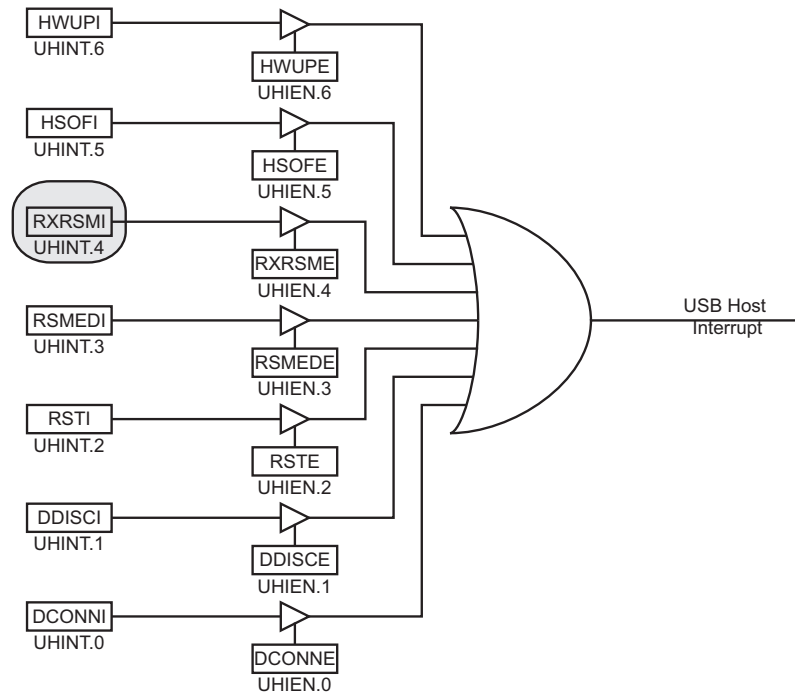 HWUPI
UHINT.6
HWUPE
UHIEN.6
HSOFI
UHINT.5
HSOFE
UHIEN.5
RXRSMI
UHINT.4
RXRSME
UHIEN.4
RSMEDI
UHINT.3
RSMEDE
UHIEN.3
RSTI
UHINT.2
RSTE
UHIEN.2
DDISCI
UHINT.1
DDISCE
UHIEN.1
DCONNI
UHINT.0
DCONNE
UHIEN.0
USB Host
Interrupt